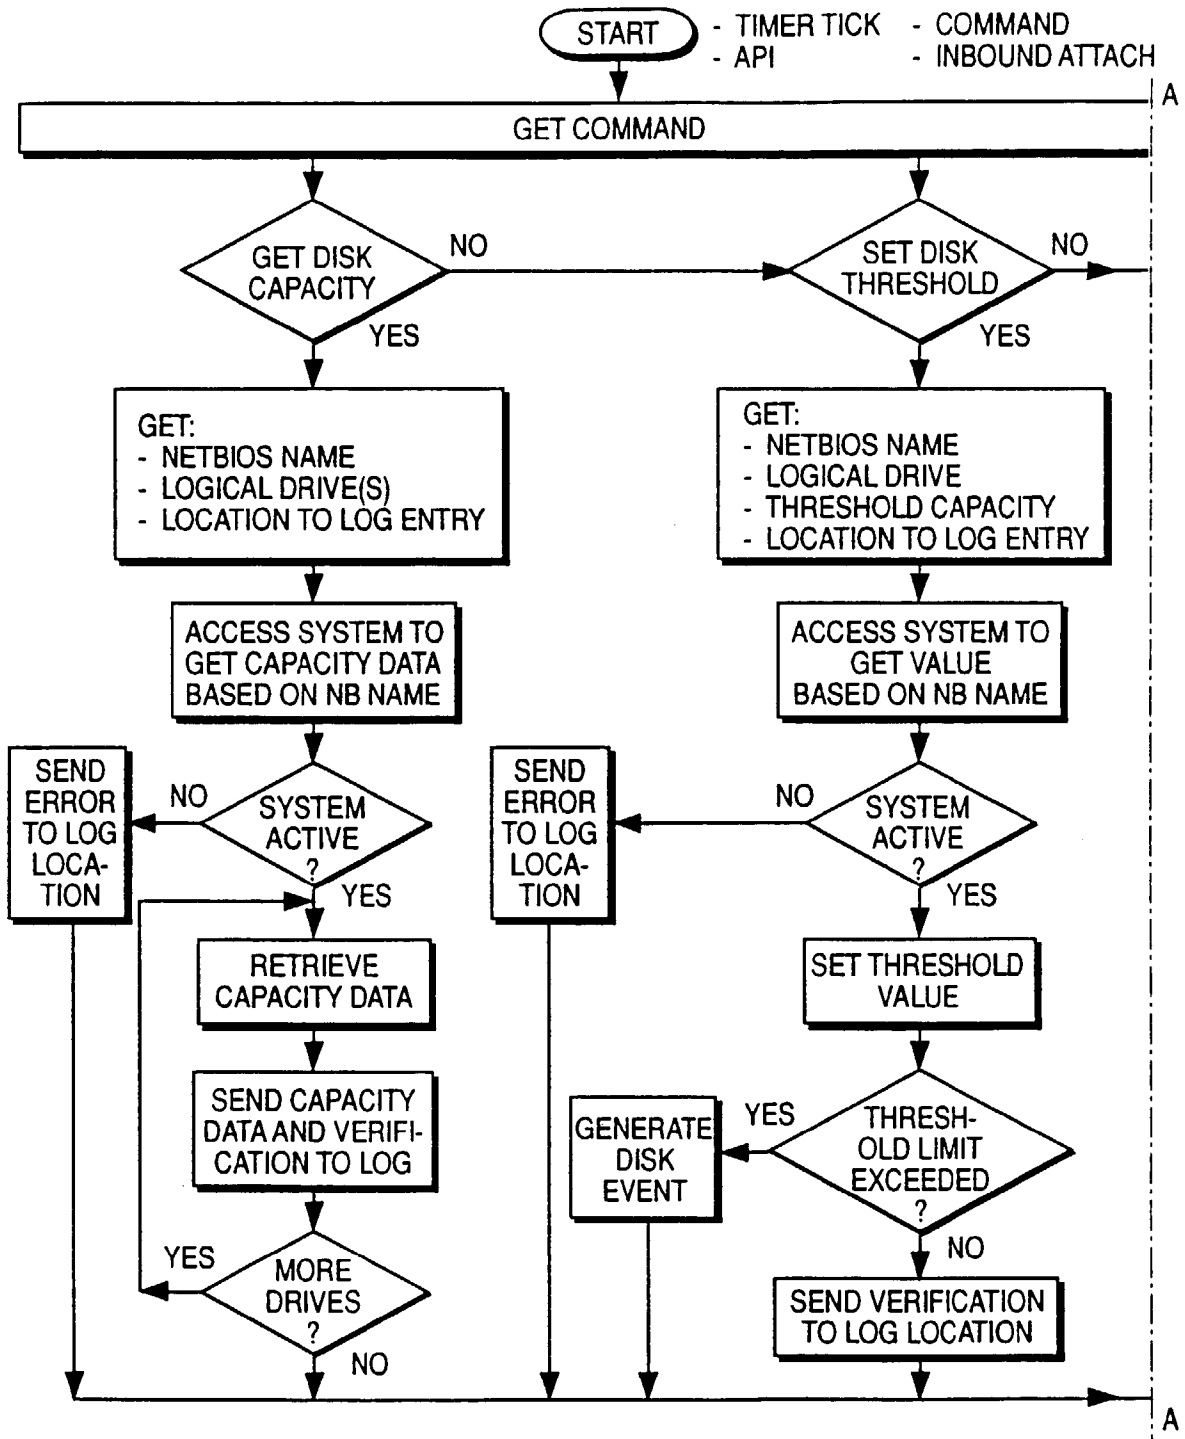 START
- TIMER TICK - COMMAND
- API - INBOUND ATTACH
A
GET COMMAND
GET DISK
CAPACITY
NO
YES
SET DISK
THRESHOLD
NO
YES
GET:
- NETBIOS NAME
- LOGICAL DRIVE(S)
- LOCATION TO LOG ENTRY
GET:
- NETBIOS NAME
- LOGICAL DRIVE
- THRESHOLD CAPACITY
- LOCATION TO LOG ENTRY
ACCESS SYSTEM TO
GET CAPACITY DATA
BASED ON NB NAME
ACCESS SYSTEM TO
GET VALUE
BASED ON NB NAME
SEND
ERROR
TO LOG
LOCA-
TION
NO
SYSTEM
ACTIVE
?
YES
SEND
ERROR
TO LOG
LOCA-
TION
NO
SYSTEM
ACTIVE
?
YES
RETRIEVE
CAPACITY DATA
SET THRESHOLD
VALUE
SEND CAPACITY
DATA AND VERIFI-
CATION TO LOG
GENERATE
DISK
EVENT
YES
THRESH-
OLD LIMIT
EXCEEDED
?
NO
YES
MORE
DRIVES
?
NO
SEND VERIFICATION
TO LOG LOCATION
A